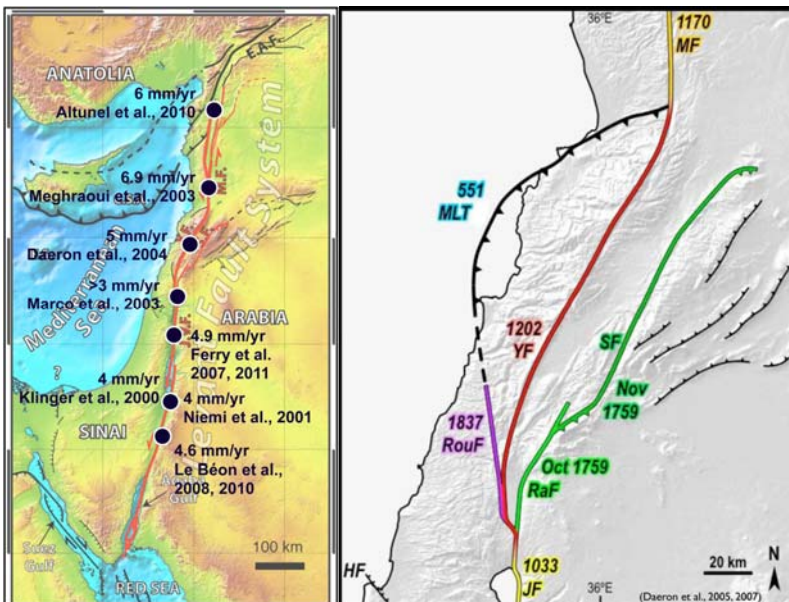 ANATOLIA
E.A.F.
6 mm/yr
Altunel et al., 2010
6.9 mm/yr
Meghraoui et al., 2003
M.F.
5 mm/yr
Daeron et al., 2004
~3 mm/yr
Marco et al., 2003
Mediterranean
Sea
ARABIA
Fault System
4.9 mm/yr
Ferry et al.
2007, 2011
J.V.F.
4 mm/yr
Klinger et al., 2000
4 mm/yr
Niemi et al., 2001
SINAI
4.6 mm/yr
Le Béon et al.,
2008, 2010
?
Gulf
Suez
Gulf
100 km
RED SEA
36°E
1170
MF
551
MLT
1202
YF
SF
Nov
1759
1837
RouF
Oct 1759
RaF
HF
1033
JF
36°E
20 km
N
(Daeron et al., 2005, 2007)